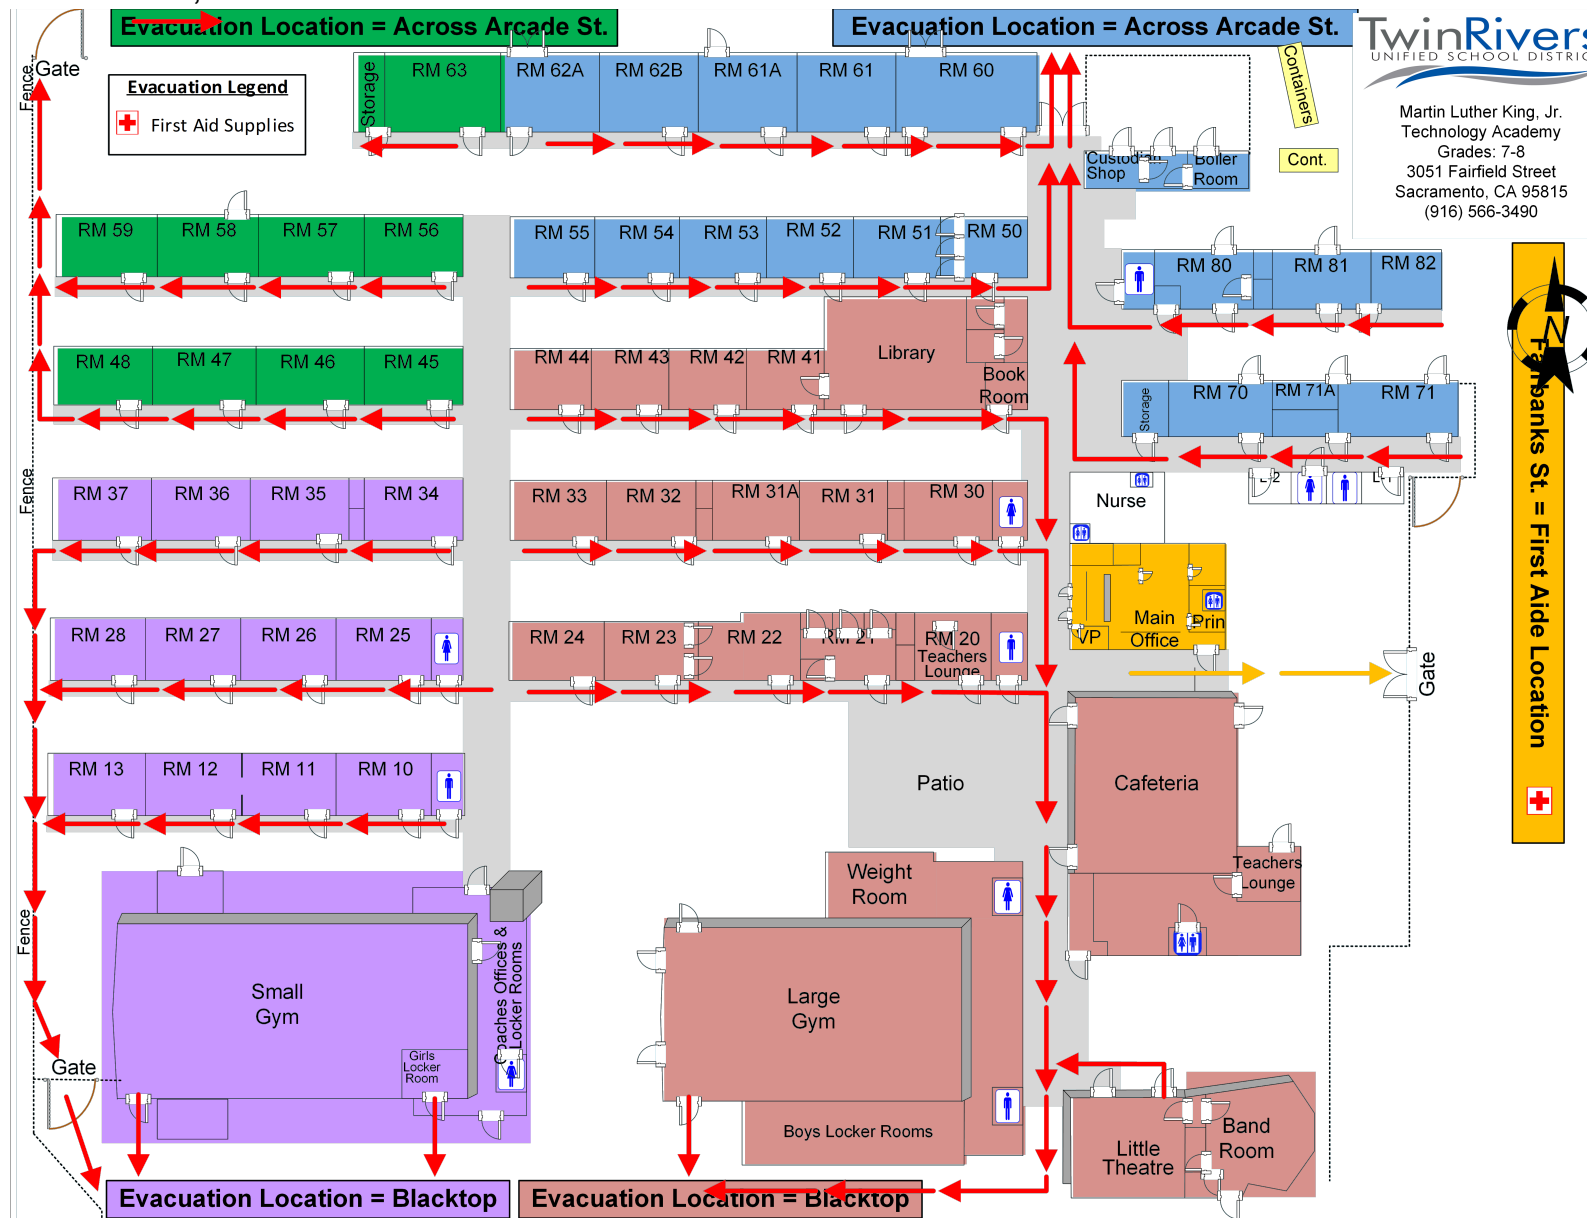 Evacuation Location = Across Arcade St.
Evacuation Location = Across Arcade St.
TwinRivers
UNIFIED SCHOOL DISTRIC
Martin Luther King, Jr.
Technology Academy
Grades: 7-8
3051 Fairfield Street
Sacramento, CA 95815
(916) 566-3490
Gate
Fence
Evacuation Legend
First Aid Supplies
Storage
RM 63
RM 62A
RM 62B
RM 61A
RM 61
RM 60
Containers
Cont.
Custodian
Shop
Boiler
Room
RM 59
RM 58
RM 57
RM 56
RM 55
RM 54
RM 53
RM 52
RM 51
RM 50
RM 80
RM 81
RM 82
N
Fairbanks St. = First Aide Location
RM 48
RM 47
RM 46
RM 45
RM 44
RM 43
RM 42
RM 41
Library
Book
Room
Storage
RM 70
RM 71A
RM 71
Fence
RM 37
RM 36
RM 35
RM 34
RM 33
RM 32
RM 31A
RM 31
RM 30
Nurse
L-2
L-1
RM 28
RM 27
RM 26
RM 25
RM 24
RM 23
RM 22
RM 21
RM 20
Teachers
Lounge
VP
Main
Office
Prin
Gate
RM 13
RM 12
RM 11
RM 10
Patio
Cafeteria
Teachers
Lounge
Weight
Room
Fence
Small
Gym
Coaches Offices &
Locker Rooms
Girls
Locker
Room
Large
Gym
Boys Locker Rooms
Gate
Little
Theatre
Band
Room
Evacuation Location = Blacktop
Evacuation Location = Blacktop